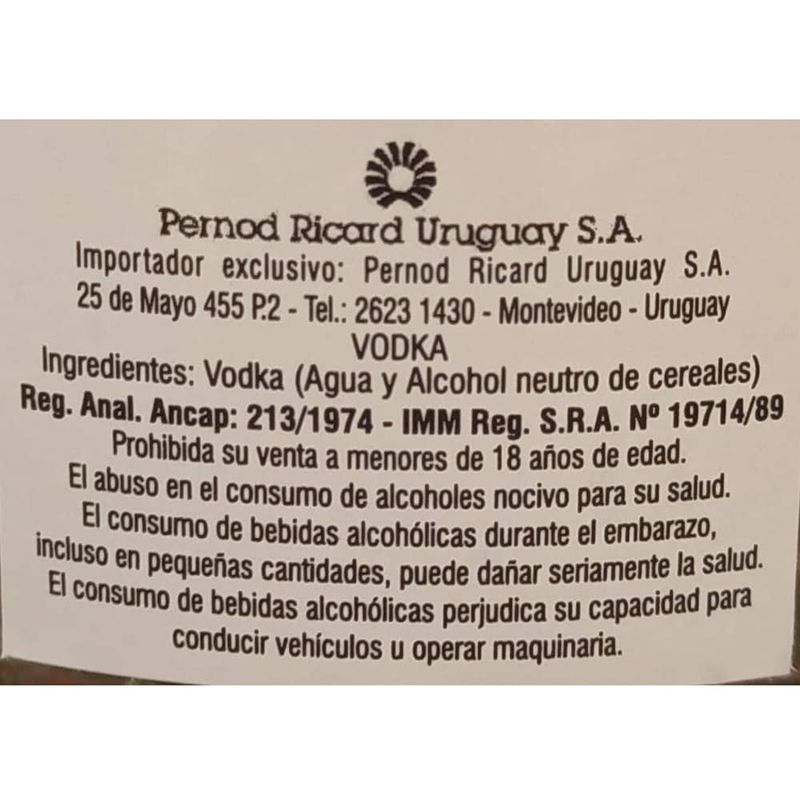 Pernod Ricard Uruguay S.A.
Importador exclusivo: Pernod Ricard Uruguay S.A.
25 de Mayo 455 P.2 - Tel.: 2623 1430 - Montevideo - Uruguay
VODKA
Ingredientes: Vodka (Agua y Alcohol neutro de cereales)
Reg. Anal. Ancap: 213/1974 - IMM Reg. S.R.A. Nº 19714/89
Prohibida su venta a menores de 18 años de edad.
El abuso en el consumo de alcoholes nocivo para su salud.
El consumo de bebidas alcohólicas durante el embarazo,
incluso en pequeñas cantidades, puede dañar seriamente la salud.
El consumo de bebidas alcohólicas perjudica su capacidad para
conducir vehículos u operar maquinaria.